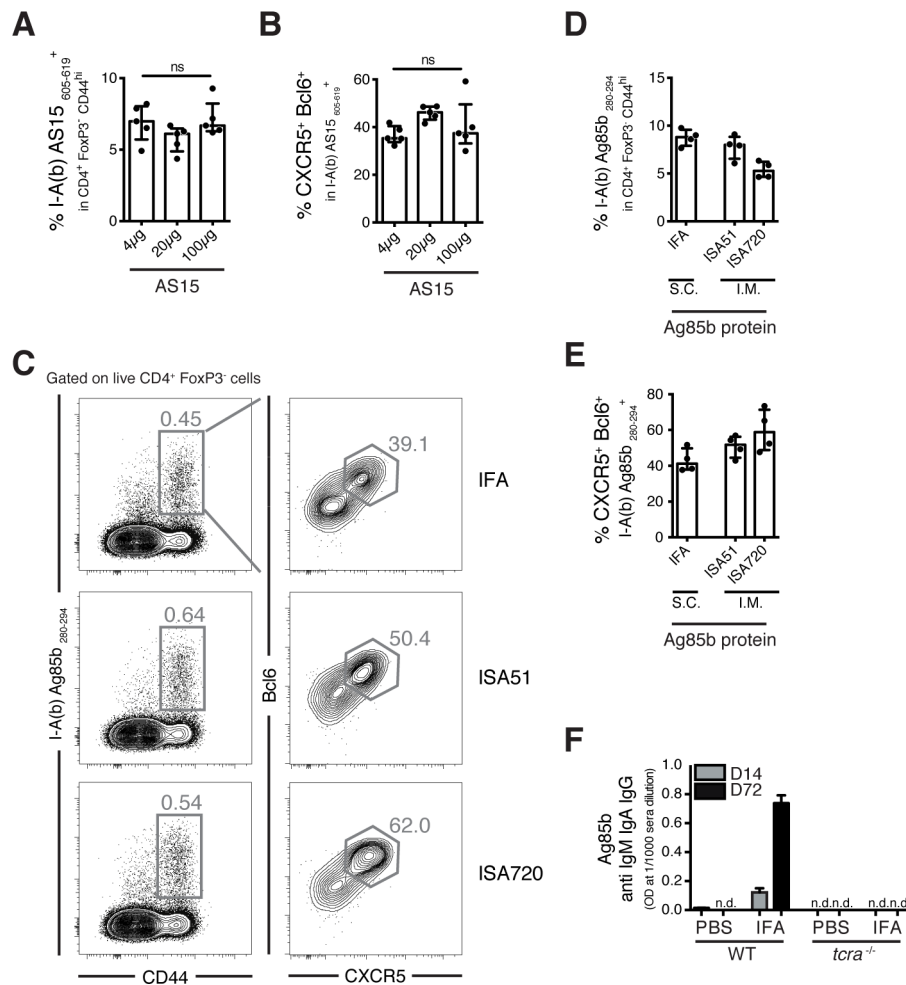 A
% I-A(b) AS15 605-619+
in CD4+ FoxP3- CD44hi
10
5
0
ns
4µg
20µg
100µg
AS15
B
% CXCR5+ Bcl6+
in I-A(b) AS15 605-619+
60
40
20
0
ns
4µg
20µg
100µg
AS15
D
% I-A(b) Ag85b 280-294+
in CD4+ FoxP3- CD44hi
15
10
5
0
IFA
ISA51
ISA720
S.C.
I.M.
Ag85b protein
C
Gated on live CD4+ FoxP3- cells
0.45
39.1
IFA
0.64
50.4
ISA51
0.54
62.0
ISA720
I-A(b) Ag85b 280-294
Bcl6
CD44
CXCR5
E
% CXCR5+ Bcl6+
I-A(b) Ag85b 280-294+
80
60
40
20
0
IFA
ISA51
ISA720
S.C.
I.M.
Ag85b protein
F
Ag85b
anti IgM IgA IgG
(OD at 1/1000 sera dilution)
1.0
0.8
0.6
0.4
0.2
0.0
D14
D72
n.d.
n.d.n.d.
n.d.n.d
PBS
IFA
PBS
IFA
WT
tcra-/-